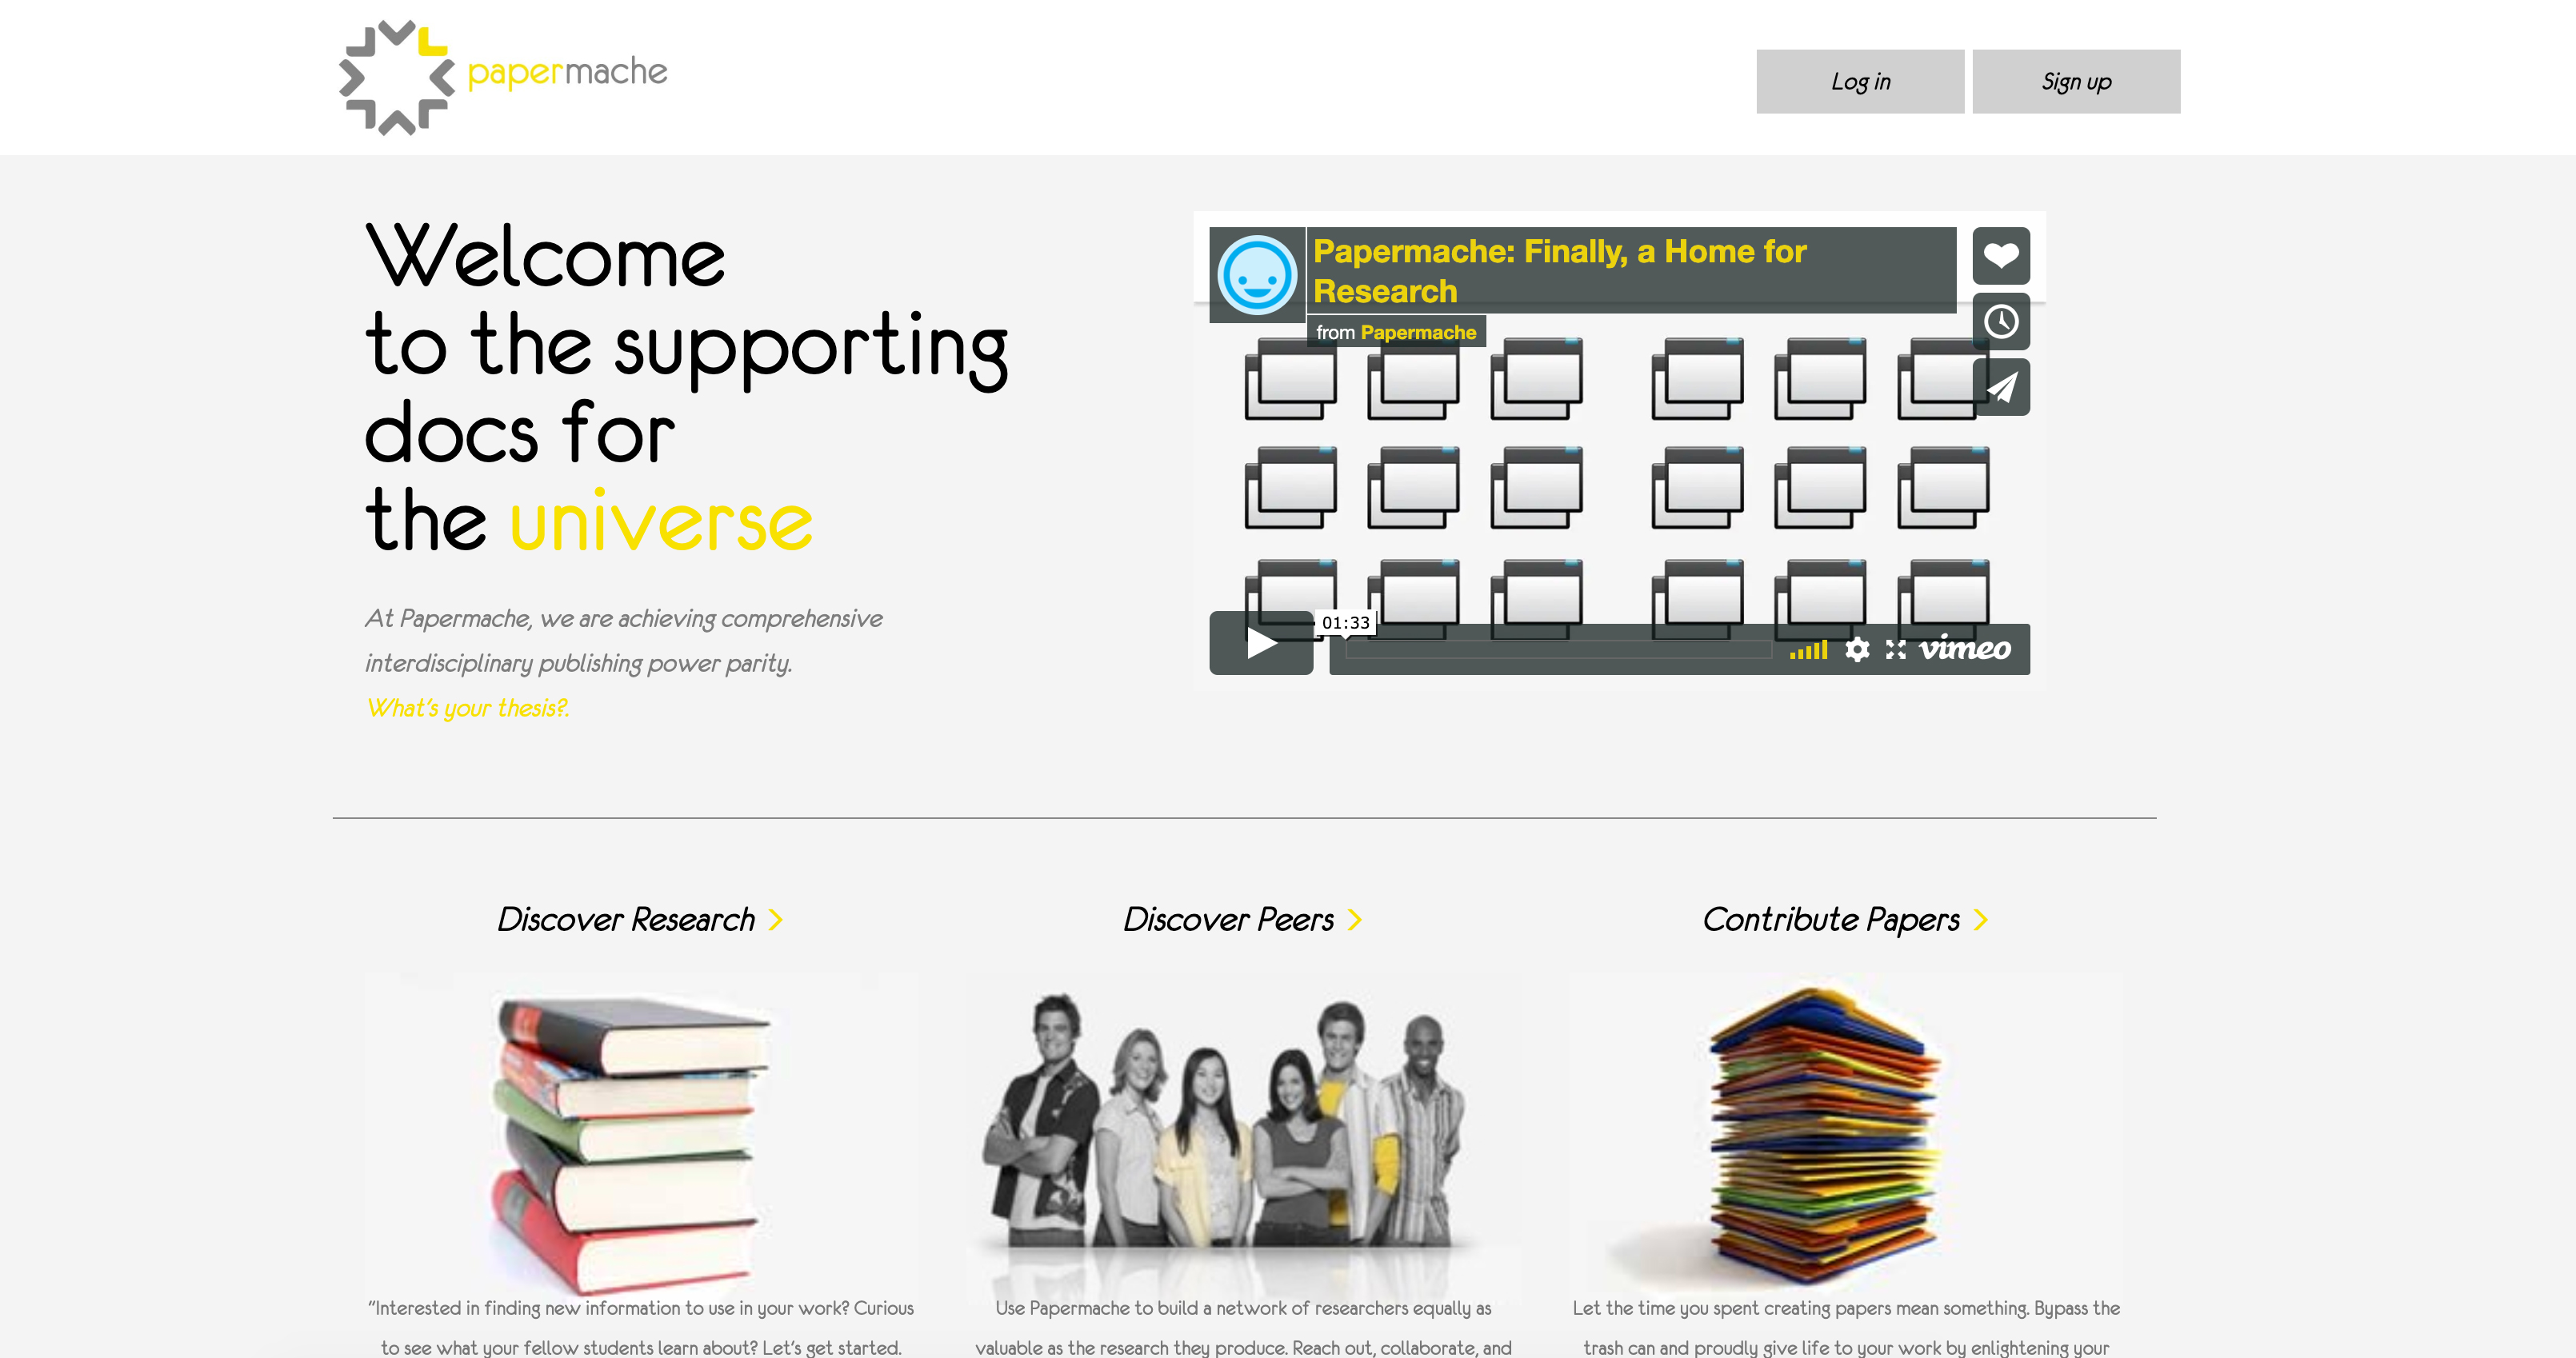 papermache
Log in
Sign up
Welcome
to the supporting
docs for
the universe
At Papermache, we are achieving comprehensive
interdisciplinary publishing power parity.
What's your thesis?.
Papermache: Finally, a Home for
Research
from Papermache
01:33
vimeo
Discover Research >
Discover Peers >
Contribute Papers >
"Interested in finding new information to use in your work? Curious
to see what your fellow students learn about? Let's get started.
Use Papermache to build a network of researchers equally as
valuable as the research they produce. Reach out, collaborate, and
Let the time you spent creating papers mean something. Bypass the
trash can and proudly give life to your work by enlightening your